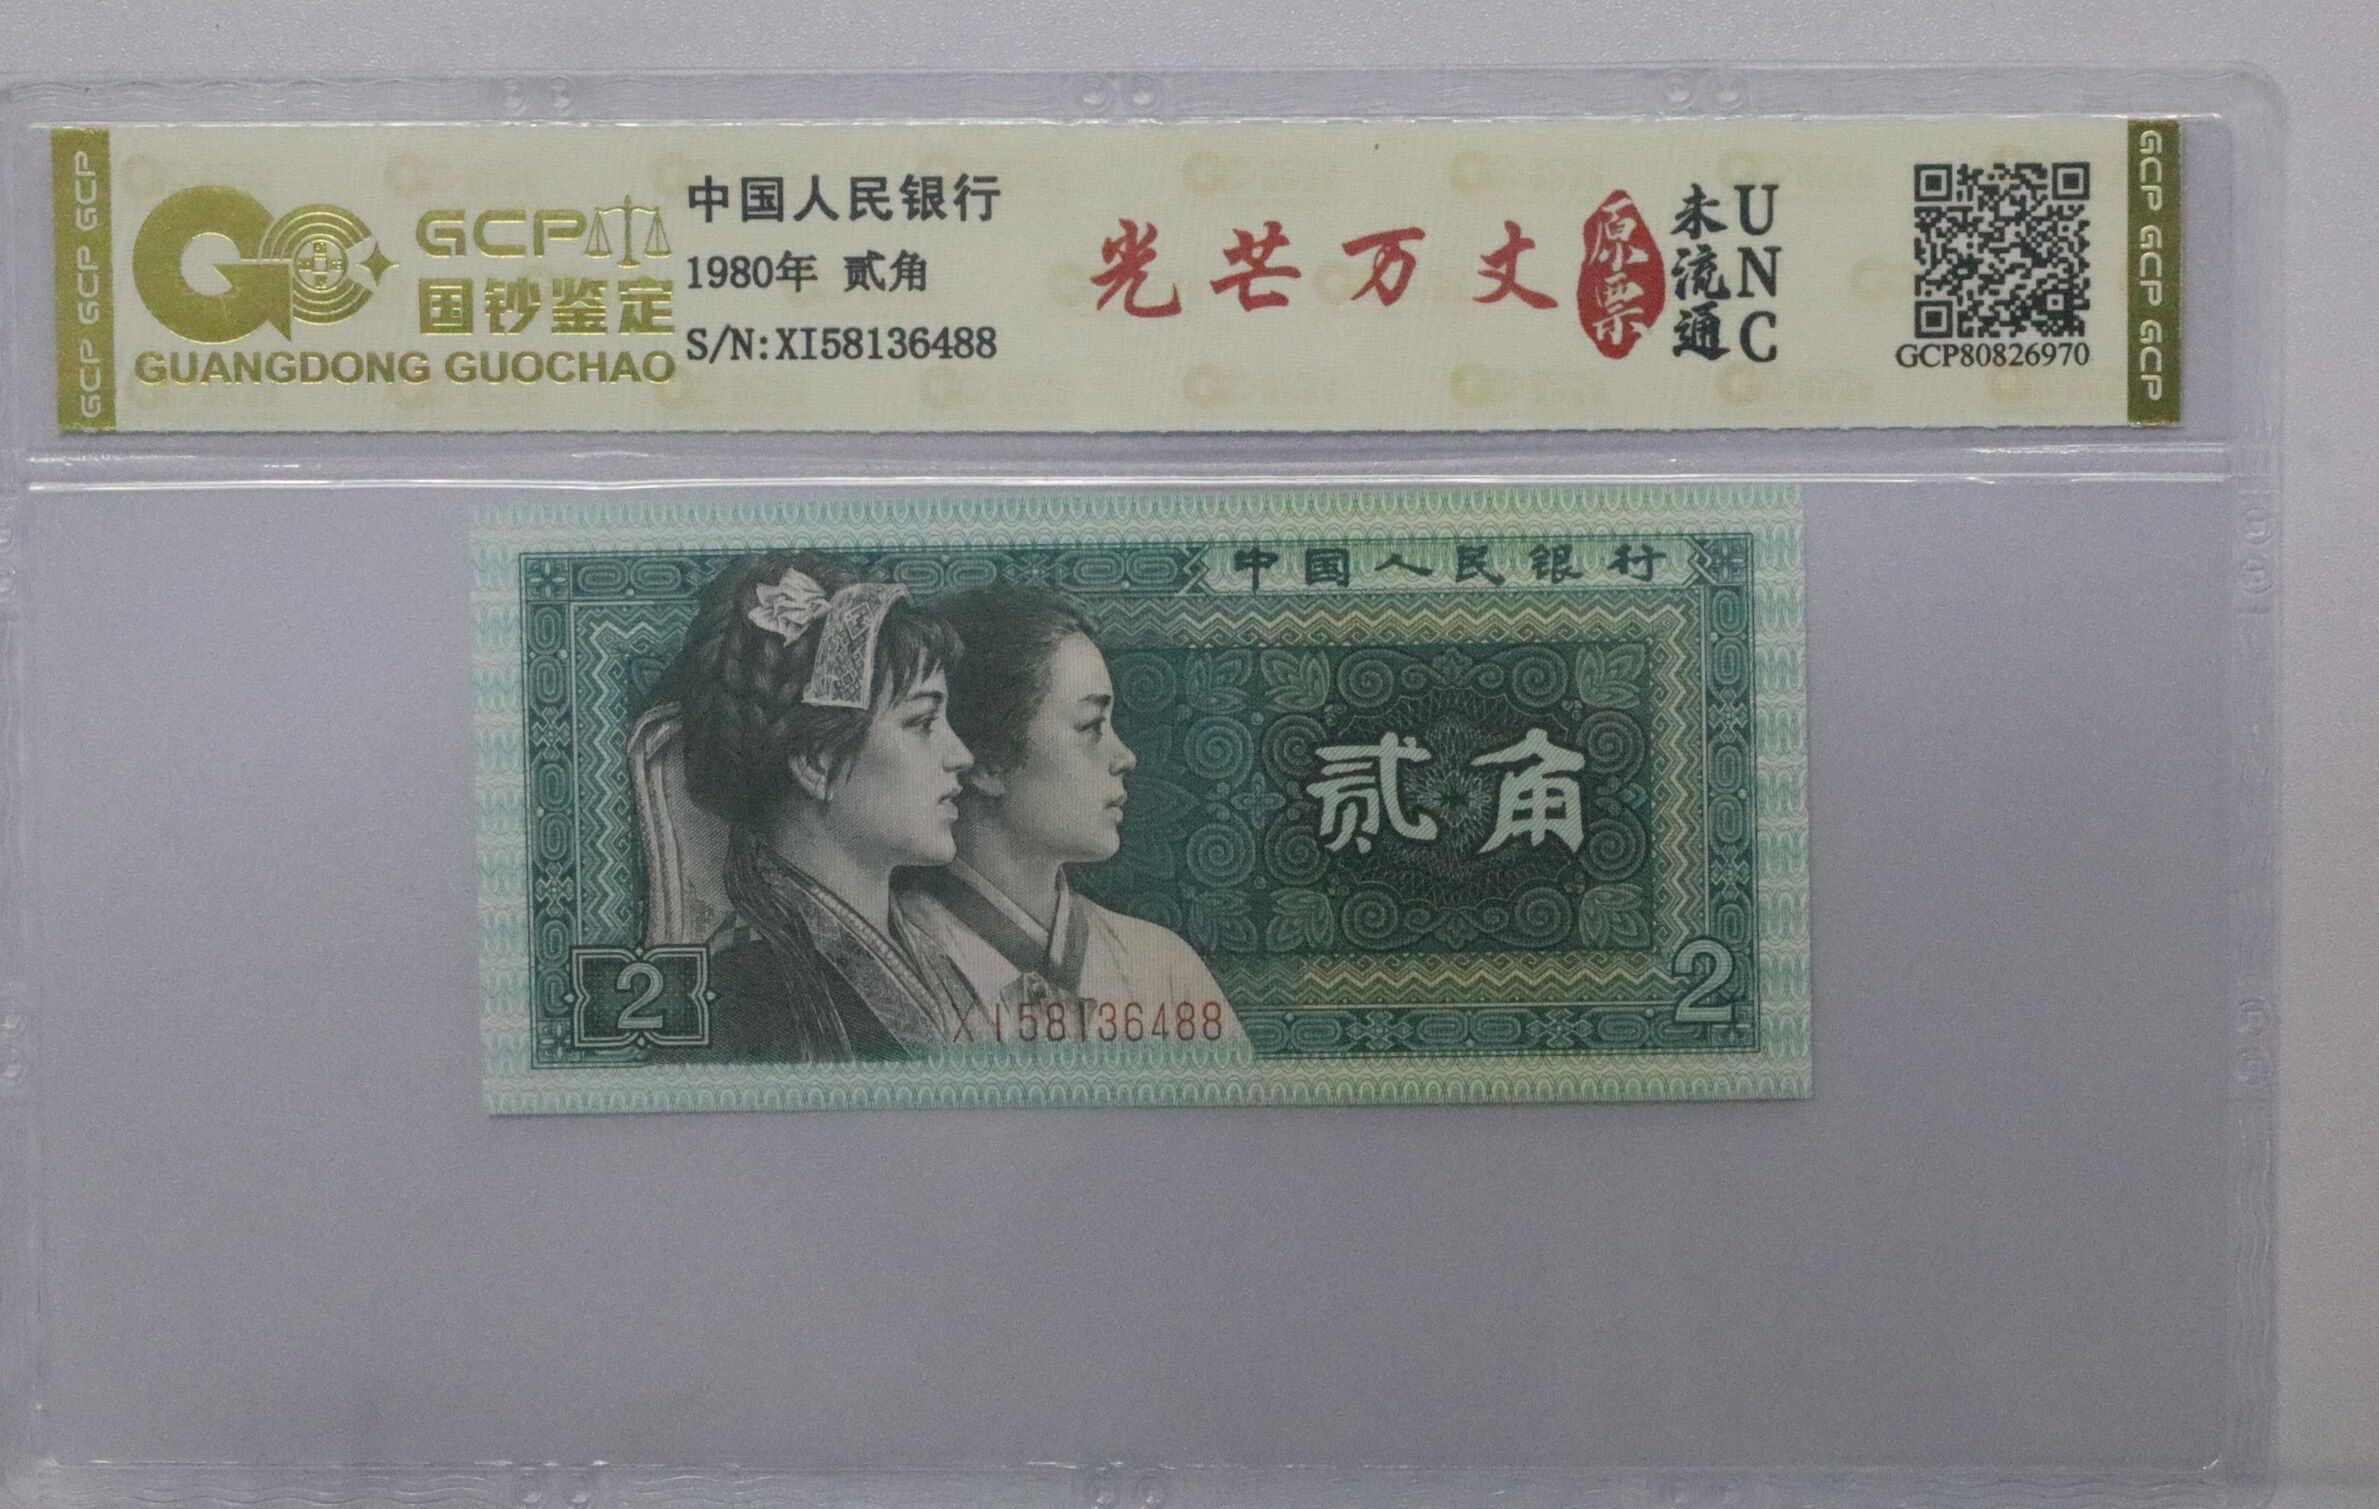 GCP GCP GCP
GCP
国钞鉴定
GUANGDONG GUOCHAO
中国人民银行
1980年 贰角
S/N:XI58136488
光芒万丈
原票
未流通
UNC
GCP80826970
GCP GCP GCP
中国人民银行
贰角
2
XI58136488
2